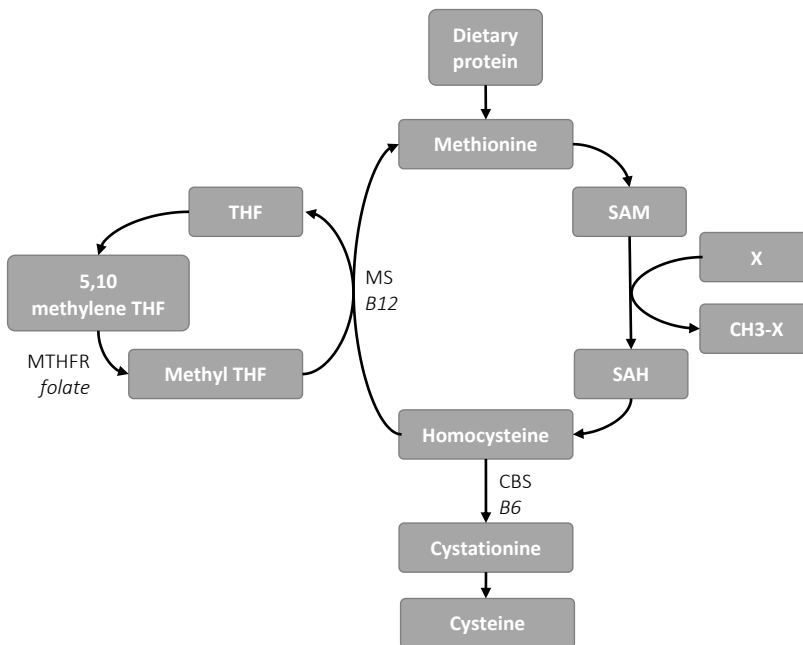 Dietary
protein
Methionine
THF
SAM
5,10
methylene THF
MS
B12
X
CH3-X
MTHFR
folate
Methyl THF
SAH
Homocysteine
CBS
B6
Cystationine
Cysteine